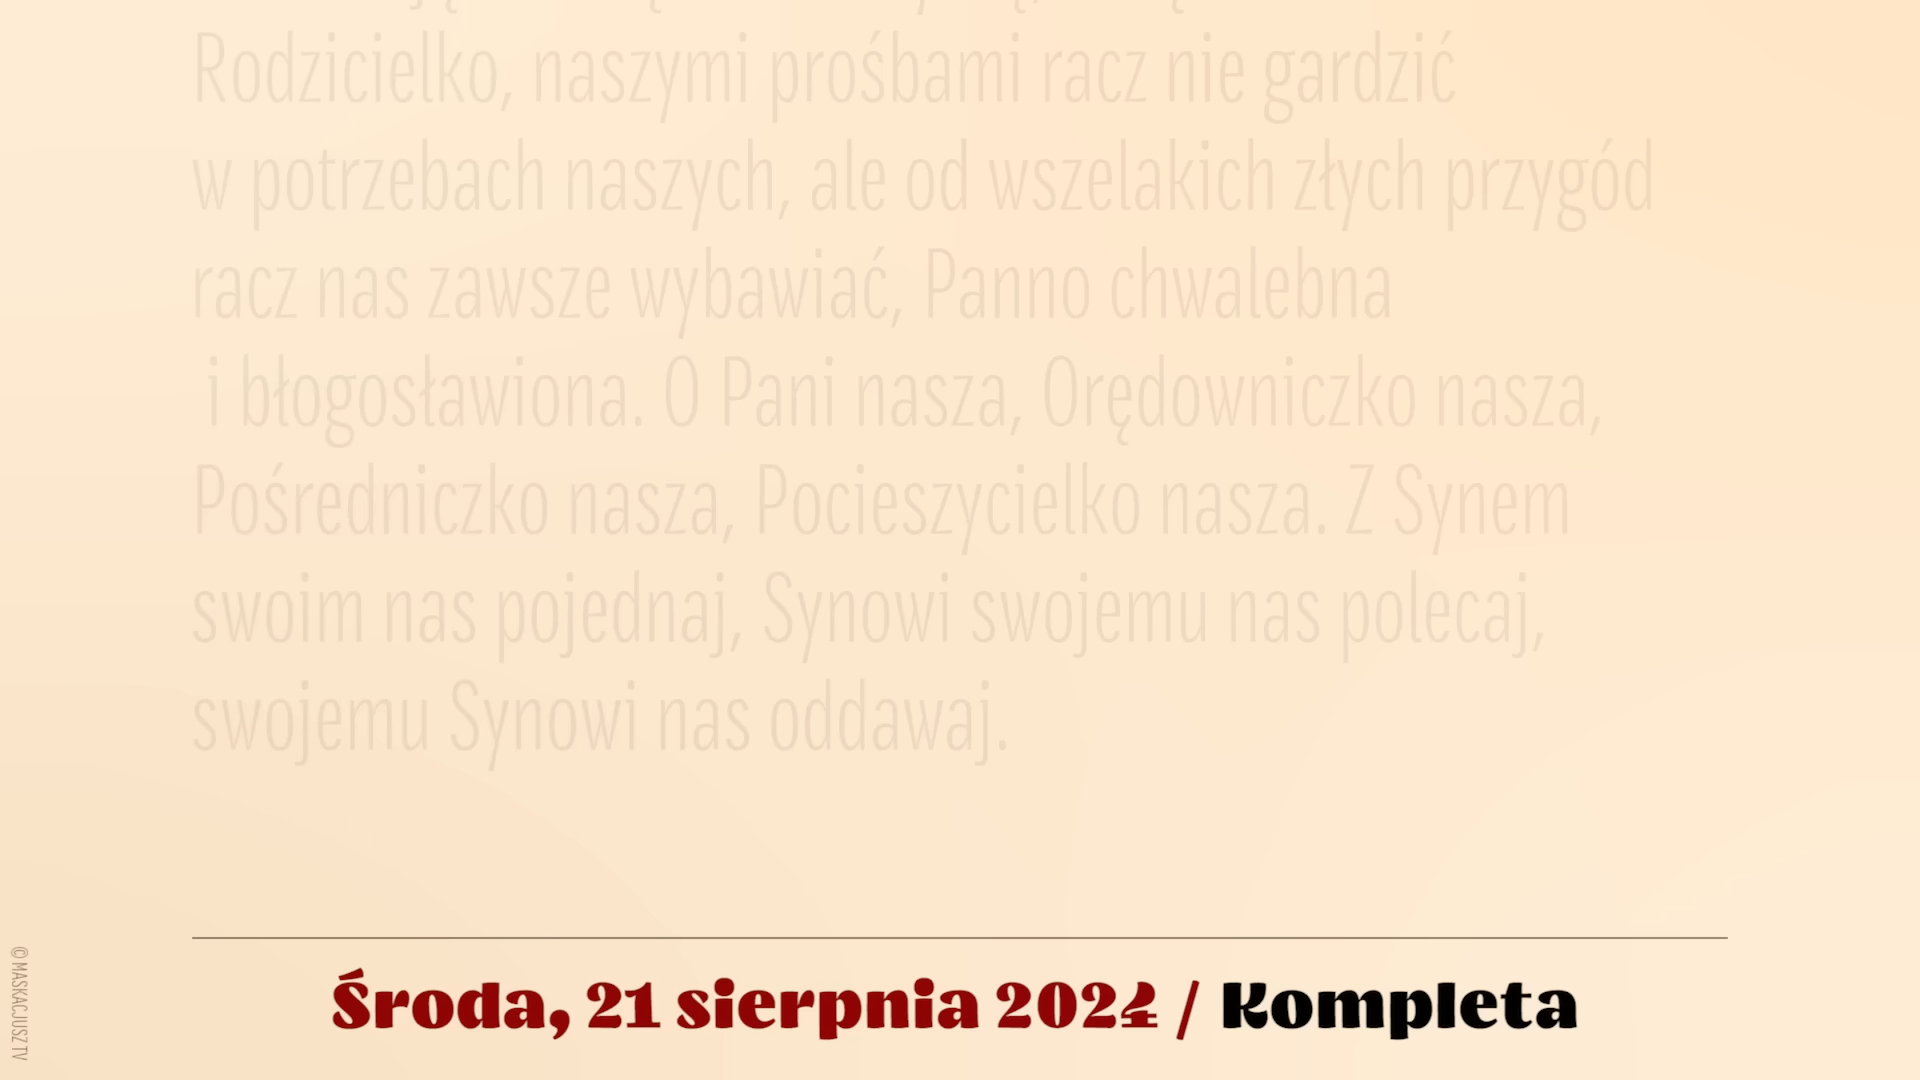 Rodzicielko, naszymi prośbami racz nie gardzić
w potrzebach naszych, ale od wszelakich złych przygód
racz nas zawsze wybawiać, Panno chwalebna
i błogosławiona. O Pani nasza, Orędowniczko nasza,
Pośredniczko nasza, Pocieszycielko nasza. Z Synem
swoim nas pojednaj, Synowi swojemu nas polecaj,
swojemu Synowi nas oddawaj.
Środa, 21 sierpnia 2024 / Kompleta
© MASKACJUSZ TV